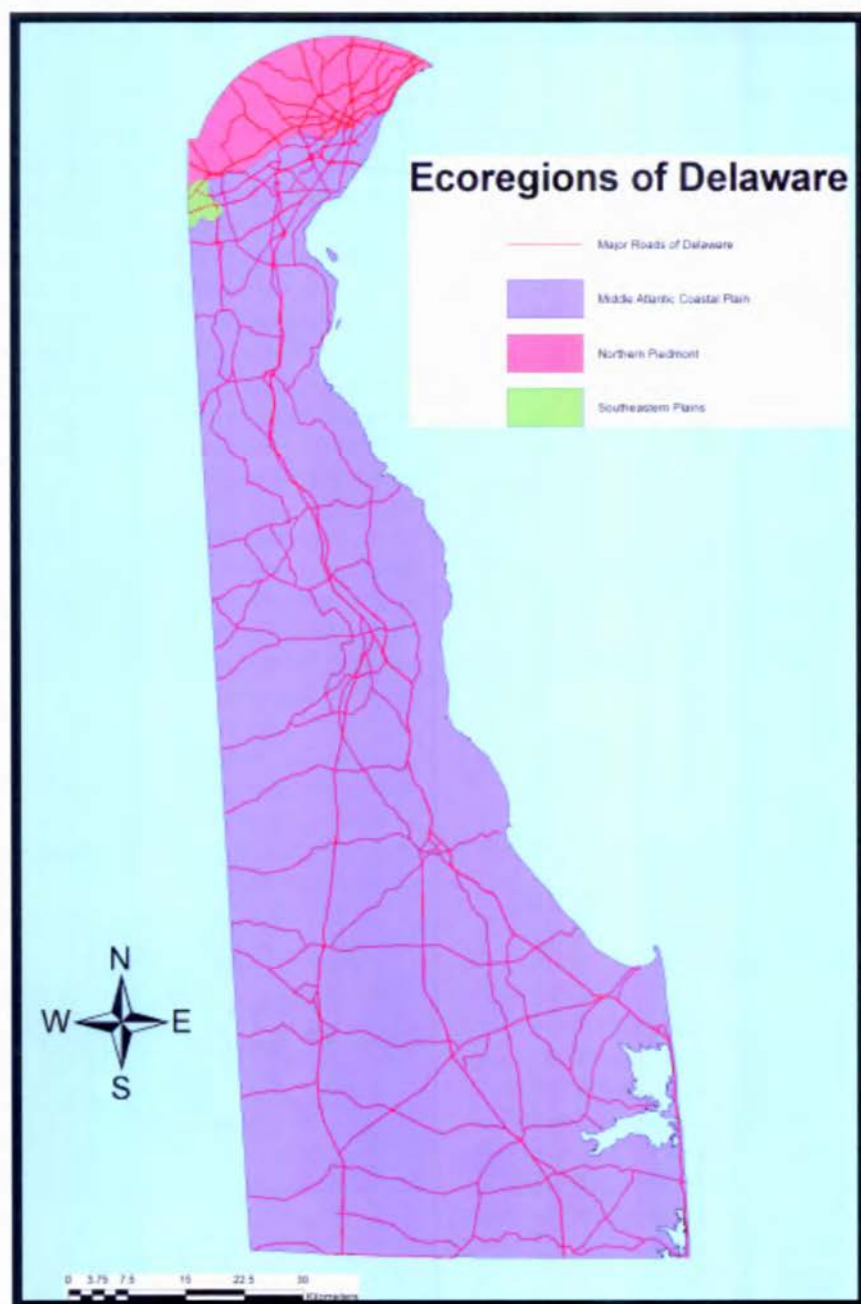 Ecoregions of Delaware
Major Roads of Delaware
Middle Atlantic Coastal Plain
Northern Piedmont
Southeastern Plains
N
W E
S
0 3.75 7.5 15 22.5 30
Kilometers